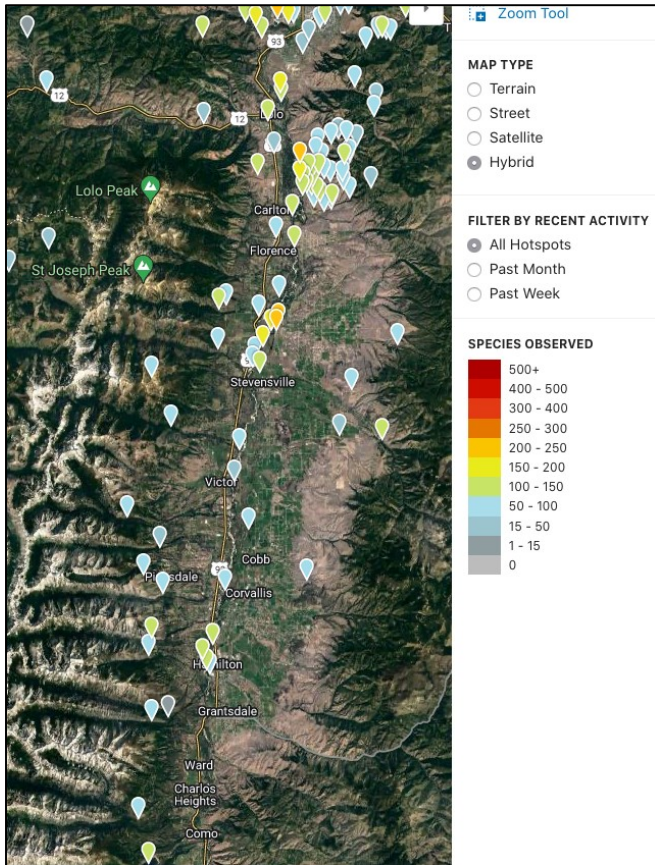 93
T
12
12
Lolo
Lolo Peak
Carlton
Florence
St Joseph Peak
Stevensville
Victor
Cobb
Corvallis
Hamilton
Grantsdale
Ward
Charlos
Heights
Como
Zoom Tool
MAP TYPE
Terrain
Street
Satellite
Hybrid
FILTER BY RECENT ACTIVITY
All Hotspots
Past Month
Past Week
SPECIES OBSERVED
500+
400 - 500
300 - 400
250 - 300
200 - 250
150 - 200
100 - 150
50 - 100
15 - 50
1 - 15
0